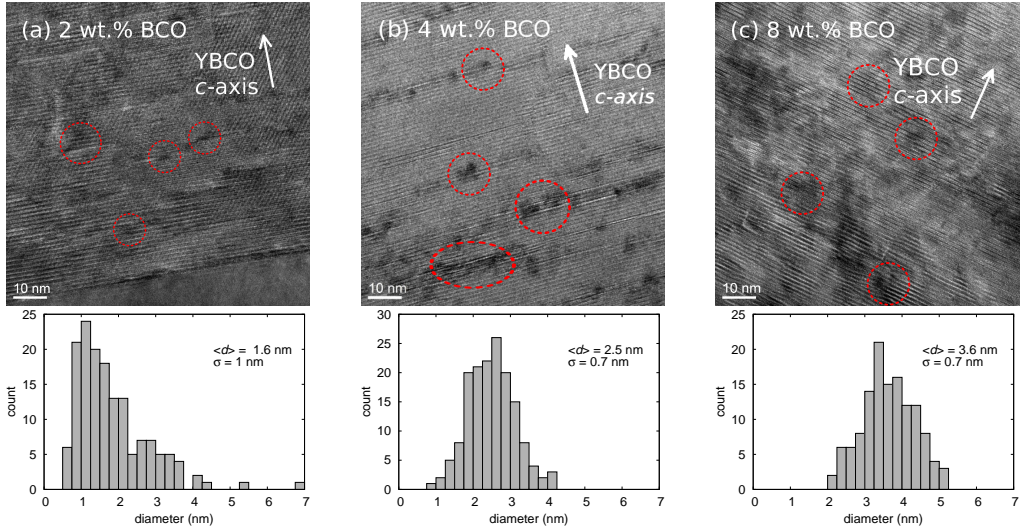 (a) 2 wt.% BCO
YBCO
c-axis
10 nm
(b) 4 wt.% BCO
YBCO
c-axis
10 nm
(c) 8 wt.% BCO
YBCO
c-axis
10 nm
25
20
15
10
5
0
count
<d> = 1.6 nm
σ = 1 nm
0 1 2 3 4 5 6 7
diameter (nm)
30
25
20
15
10
5
0
count
<d> = 2.5 nm
σ = 0.7 nm
0 1 2 3 4 5 6 7
diameter (nm)
25
20
15
10
5
0
count
<d> = 3.6 nm
σ = 0.7 nm
0 1 2 3 4 5 6 7
diameter (nm)